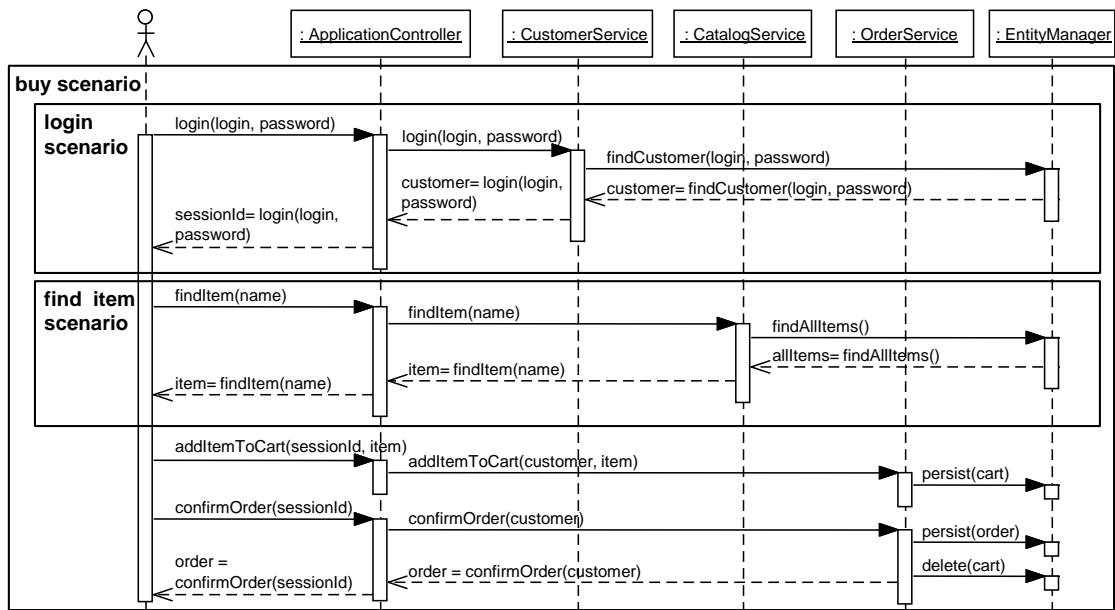 : ApplicationController
: CustomerService
: CatalogService
: OrderService
: EntityManager
buy scenario
login
scenario
login(login, password)
login(login, password)
findCustomer(login, password)
customer= findCustomer(login, password)
customer= login(login,
password)
sessionId= login(login,
password)
find item
scenario
findItem(name)
findItem(name)
findAllItems()
allItems= findAllItems()
item= findItem(name)
item= findItem(name)
addItemToCart(sessionId, item)
addItemToCart(customer, item)
persist(cart)
confirmOrder(sessionId)
confirmOrder(customer)
persist(order)
delete(cart)
order = confirmOrder(customer)
order =
confirmOrder(sessionId)